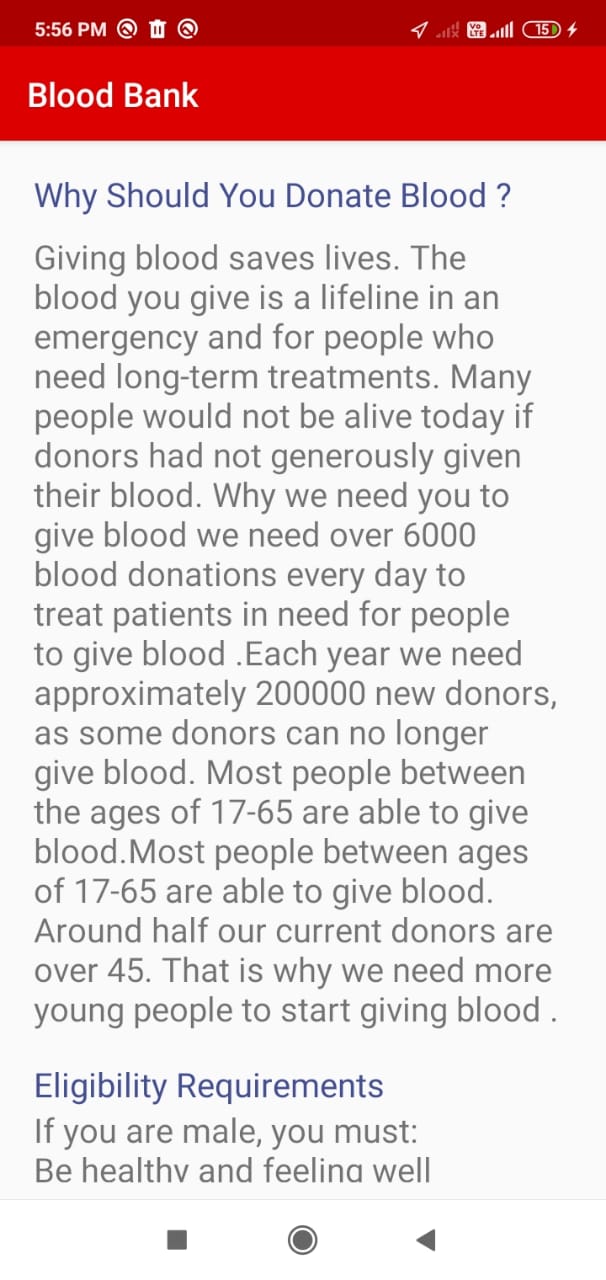 5:56 PM
VO LTE
15
Blood Bank
Why Should You Donate Blood ?
Giving blood saves lives. The
blood you give is a lifeline in an
emergency and for people who
need long-term treatments. Many
people would not be alive today if
donors had not generously given
their blood. Why we need you to
give blood we need over 6000
blood donations every day to
treat patients in need for people
to give blood .Each year we need
approximately 200000 new donors,
as some donors can no longer
give blood. Most people between
the ages of 17-65 are able to give
blood.Most people between ages
of 17-65 are able to give blood.
Around half our current donors are
over 45. That is why we need more
young people to start giving blood .
Eligibility Requirements
If you are male, you must:
Be healthy and feeling well